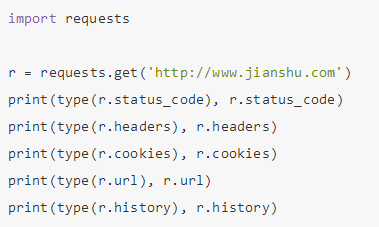 import requests
r = requests.get('http://www.jianshu.com')
print(type(r.status_code), r.status_code)
print(type(r.headers), r.headers)
print(type(r.cookies), r.cookies)
print(type(r.url), r.url)
print(type(r.history), r.history)